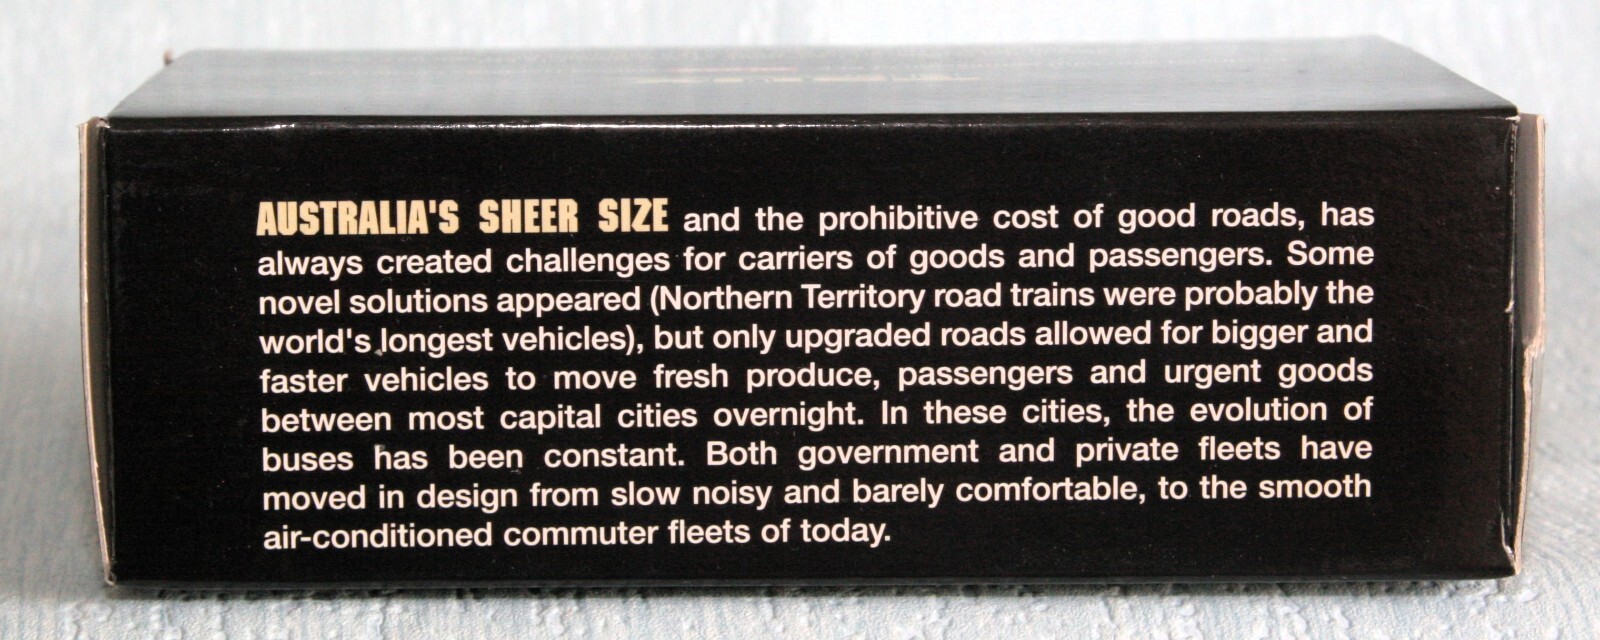 AUSTRALIA'S SHEER SIZE and the prohibitive cost of good roads, has
always created challenges for carriers of goods and passengers. Some
novel solutions appeared (Northern Territory road trains were probably the
world's longest vehicles), but only upgraded roads allowed for bigger and
faster vehicles to move fresh produce, passengers and urgent goods
between most capital cities overnight. In these cities, the evolution of
buses has been constant. Both government and private fleets have
moved in design from slow noisy and barely comfortable, to the smooth
air-conditioned commuter fleets of today.